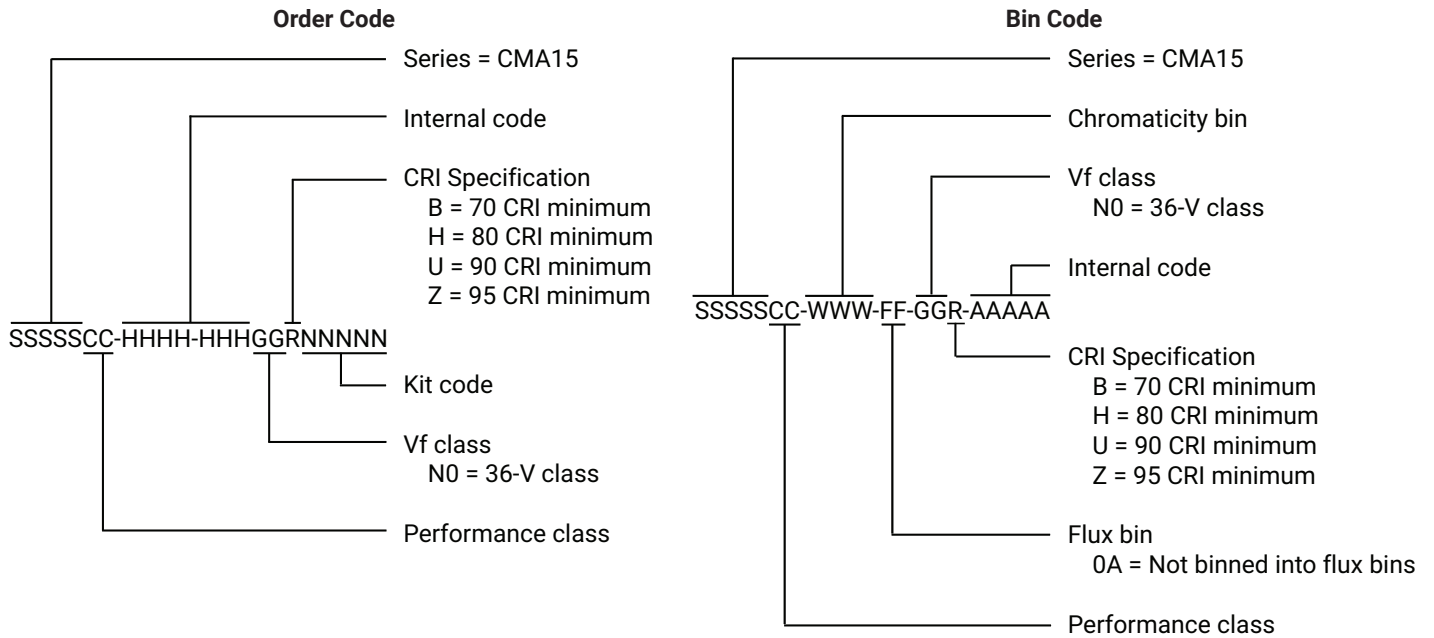 Order Code
Series = CMA15
Internal code
CRI Specification
B = 70 CRI minimum
H = 80 CRI minimum
U = 90 CRI minimum
Z = 95 CRI minimum
SSSSSCC-HHHH-HHHGGRNNNNN
Kit code
Vf class
N0 = 36-V class
Performance class
Bin Code
Series = CMA15
Chromaticity bin
Vf class
N0 = 36-V class
Internal code
SSSSSCC-WWW-FF-GGR-AAAAA
CRI Specification
B = 70 CRI minimum
H = 80 CRI minimum
U = 90 CRI minimum
Z = 95 CRI minimum
Flux bin
0A = Not binned into flux bins
Performance class